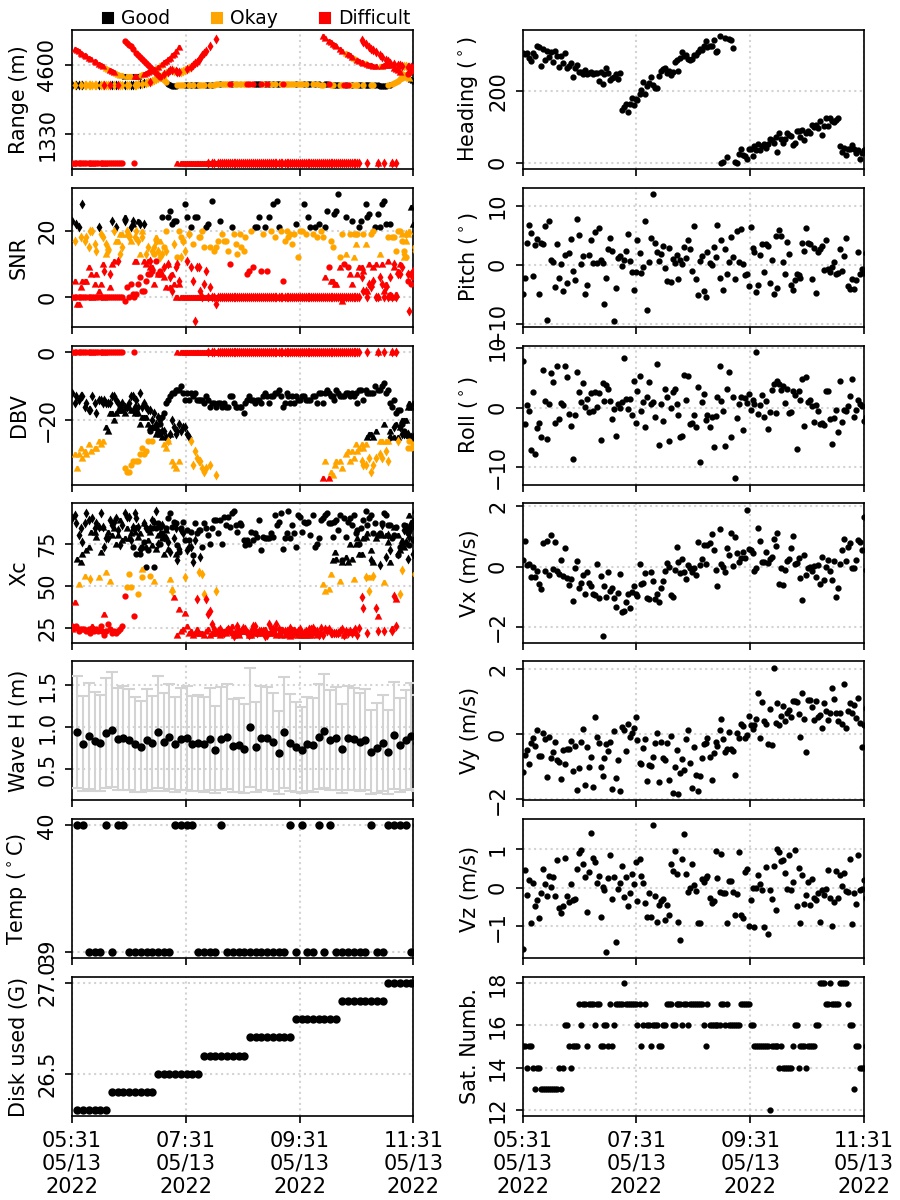 Good Okay Difficult
Range (m)
4600
1330
Heading (°)
200
0
SNR
20
0
Pitch (°)
10
0
−10
DBV
0
−20
Roll (°)
10
0
−10
Xc
75
50
25
Vx (m/s)
2
0
−2
Wave H (m)
1.5
1.0
0.5
Vy (m/s)
2
0
−2
Temp (°C)
40
39
Vz (m/s)
1
0
−1
Disk used (G)
27.0
26.5
Sat. Numb.
18
16
14
12
05:31 07:31 09:31 11:31 05:31 07:31 09:31 11:31
05/13 05/13 05/13 05/13 05/13 05/13 05/13 05/13
2022 2022 2022 2022 2022 2022 2022 2022